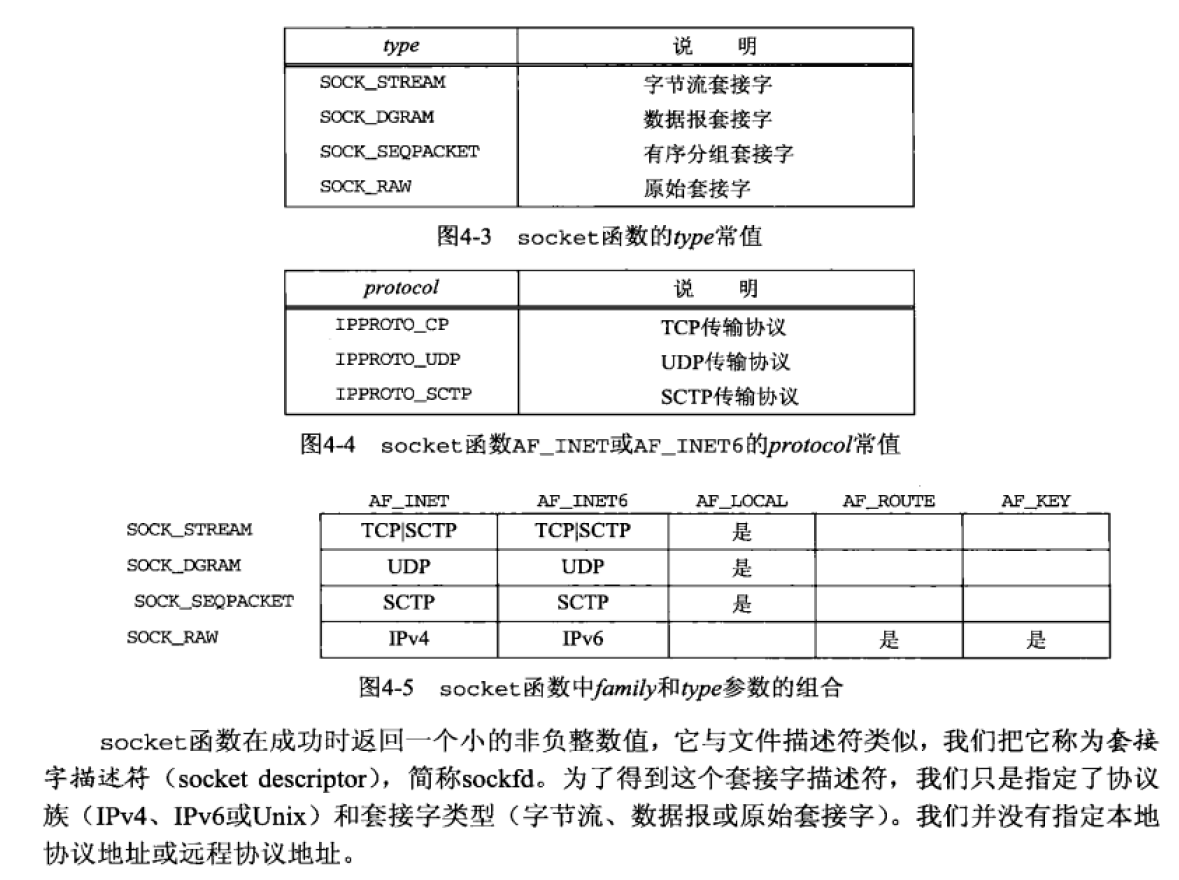 type 说 明
SOCK_STREAM 字节流套接字
SOCK_DGRAM 数据报套接字
SOCK_SEQPACKET 有序分组套接字
SOCK_RAW 原始套接字
图4-3 socket函数的type常值
protocol 说 明
IPPROTO_CP TCP传输协议
IPPROTO_UDP UDP传输协议
IPPROTO_SCTP SCTP传输协议
图4-4 socket函数AF_INET或AF_INET6的protocol常值
AF_INET AF_INET6 AF_LOCAL AF_ROUTE AF_KEY
SOCK_STREAM TCP|SCTP TCP|SCTP 是
SOCK_DGRAM UDP UDP 是
SOCK_SEQPACKET SCTP SCTP 是
SOCK_RAW IPv4 IPv6 是 是
图4-5 socket函数中family和type参数的组合
socket函数在成功时返回一个小的非负整数值，它与文件描述符类似，我们把它称为套接
字描述符（socket descriptor），简称sockfd。为了得到这个套接字描述符，我们只是指定了协议
族（IPv4、IPv6或Unix）和套接字类型（字节流、数据报或原始套接字）。我们并没有指定本地
协议地址或远程协议地址。